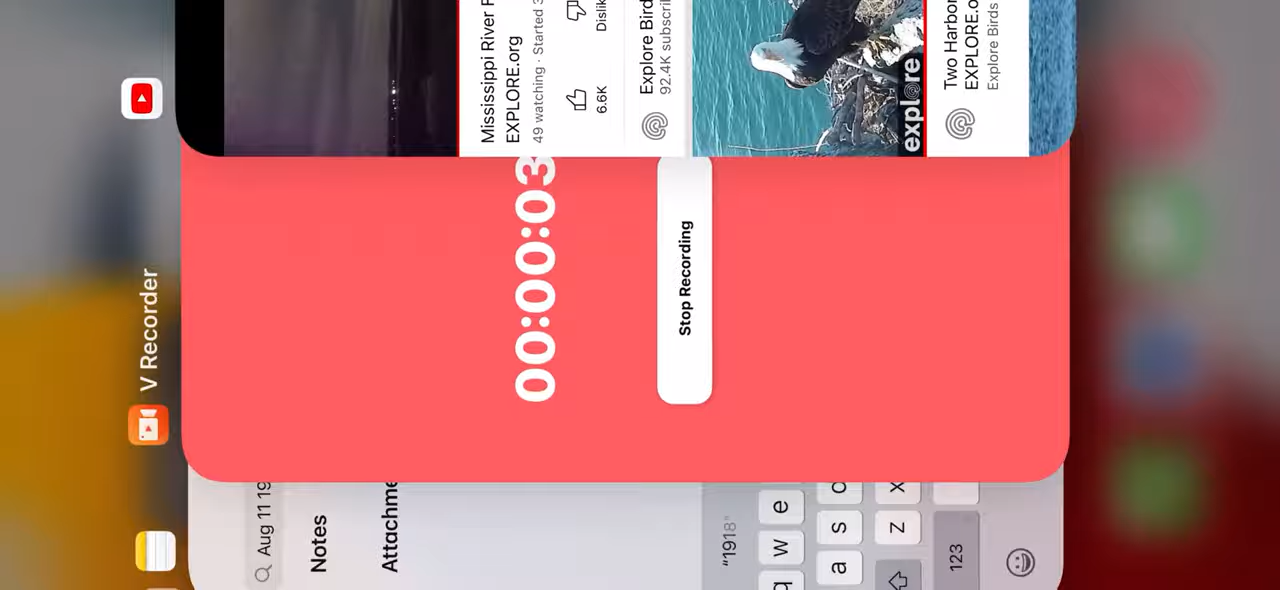 Mississippi River F
EXPLORE.org
49 watching · Started 3
6.6K
Dislik
Explore Bird
92.4K subscri
explore
Two Harbor
EXPLORE.o
Explore Birds
V Recorder
00:00:03
Stop Recording
Aug 11 19
Notes
Attachme
"1918"
q w e
a s d
z x
123